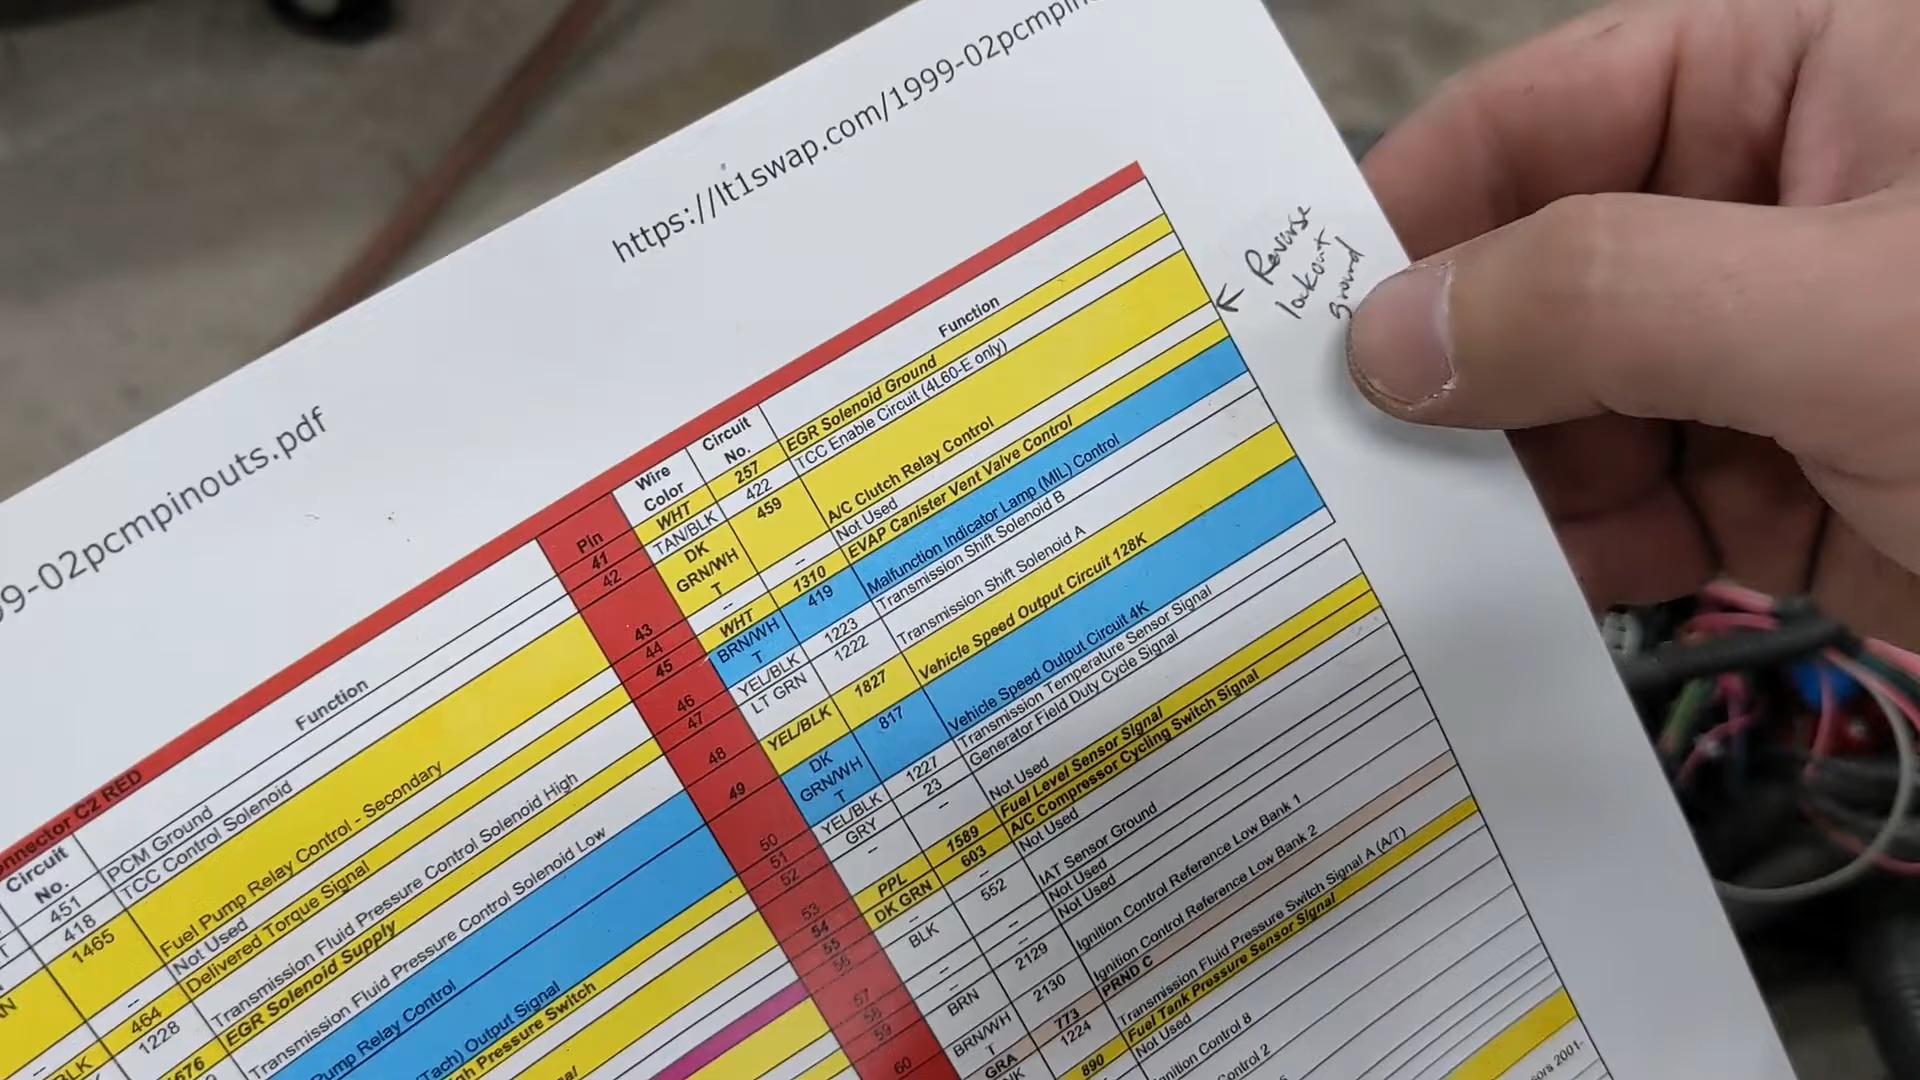 https://lt1swap.com/1999-02pcmpin
99-02pcmpinouts.pdf
Reverse
lockout
ground
Connector C2 RED
Circuit No. Function
451 PCM Ground
418 TCC Control Solenoid
1465 Fuel Pump Relay Control - Secondary
-- Not Used
464 Delivered Torque Signal
1228 Transmission Fluid Pressure Control Solenoid High
EGR Solenoid Supply
Transmission Fluid Pressure Control Solenoid Low
Pump Relay Control
(Tach) Output Signal
Pressure Switch
Pin Wire Color Circuit No. Function
41 WHT 257 EGR Solenoid Ground
42 TAN/BLK 422 TCC Enable Circuit (4L60-E only)
43 DK GRN/WHT 459 A/C Clutch Relay Control
44 -- -- Not Used
45 WHT 1310 EVAP Canister Vent Valve Control
46 BRN/WHT 419 Malfunction Indicator Lamp (MIL) Control
47 YEL/BLK 1223 Transmission Shift Solenoid B
48 LT GRN 1222 Transmission Shift Solenoid A
49 YEL/BLK 1827 Vehicle Speed Output Circuit 128K
50 DK GRN/WHT 817 Vehicle Speed Output Circuit 4K
51 YEL/BLK 1227 Transmission Temperature Sensor Signal
52 GRY 23 Generator Field Duty Cycle Signal
53 -- -- Not Used
54 PPL 1589 Fuel Level Sensor Signal
55 DK GRN 603 A/C Compressor Cycling Switch Signal
56 -- -- Not Used
57 BLK 552 IAT Sensor Ground
58 -- -- Not Used
59 -- -- Not Used
60 BRN 2129 Ignition Control Reference Low Bank 1
BRN/WHT 2130 Ignition Control Reference Low Bank 2
GRA 773 PRND C
1224 Transmission Fluid Pressure Switch Signal A (A/T)
890 Fuel Tank Pressure Sensor Signal
Not Used
Control 8
Control 2
2001-